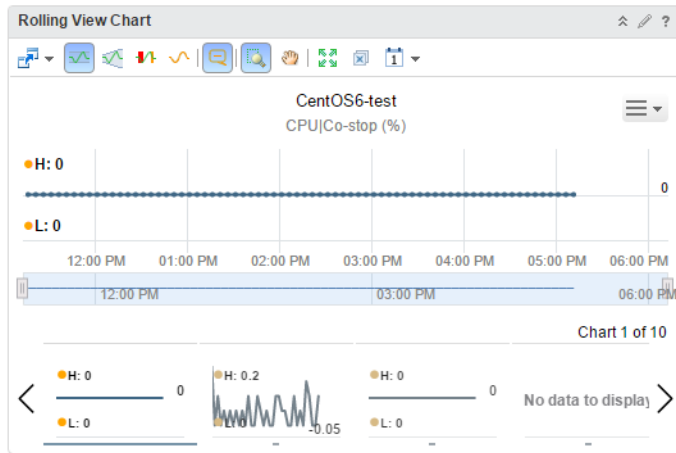 Rolling View Chart ?
1
CentOS6-test
CPU|Co-stop (%)
H: 0
0
L: 0
12:00 PM 01:00 PM 02:00 PM 03:00 PM 04:00 PM 05:00 PM 06:00 PM
12:00 PM 03:00 PM 06:00 PM
Chart 1 of 10
H: 0 H: 0.2 H: 0
0 0
No data to display
L: 0 L: 0 -0.05 L: 0